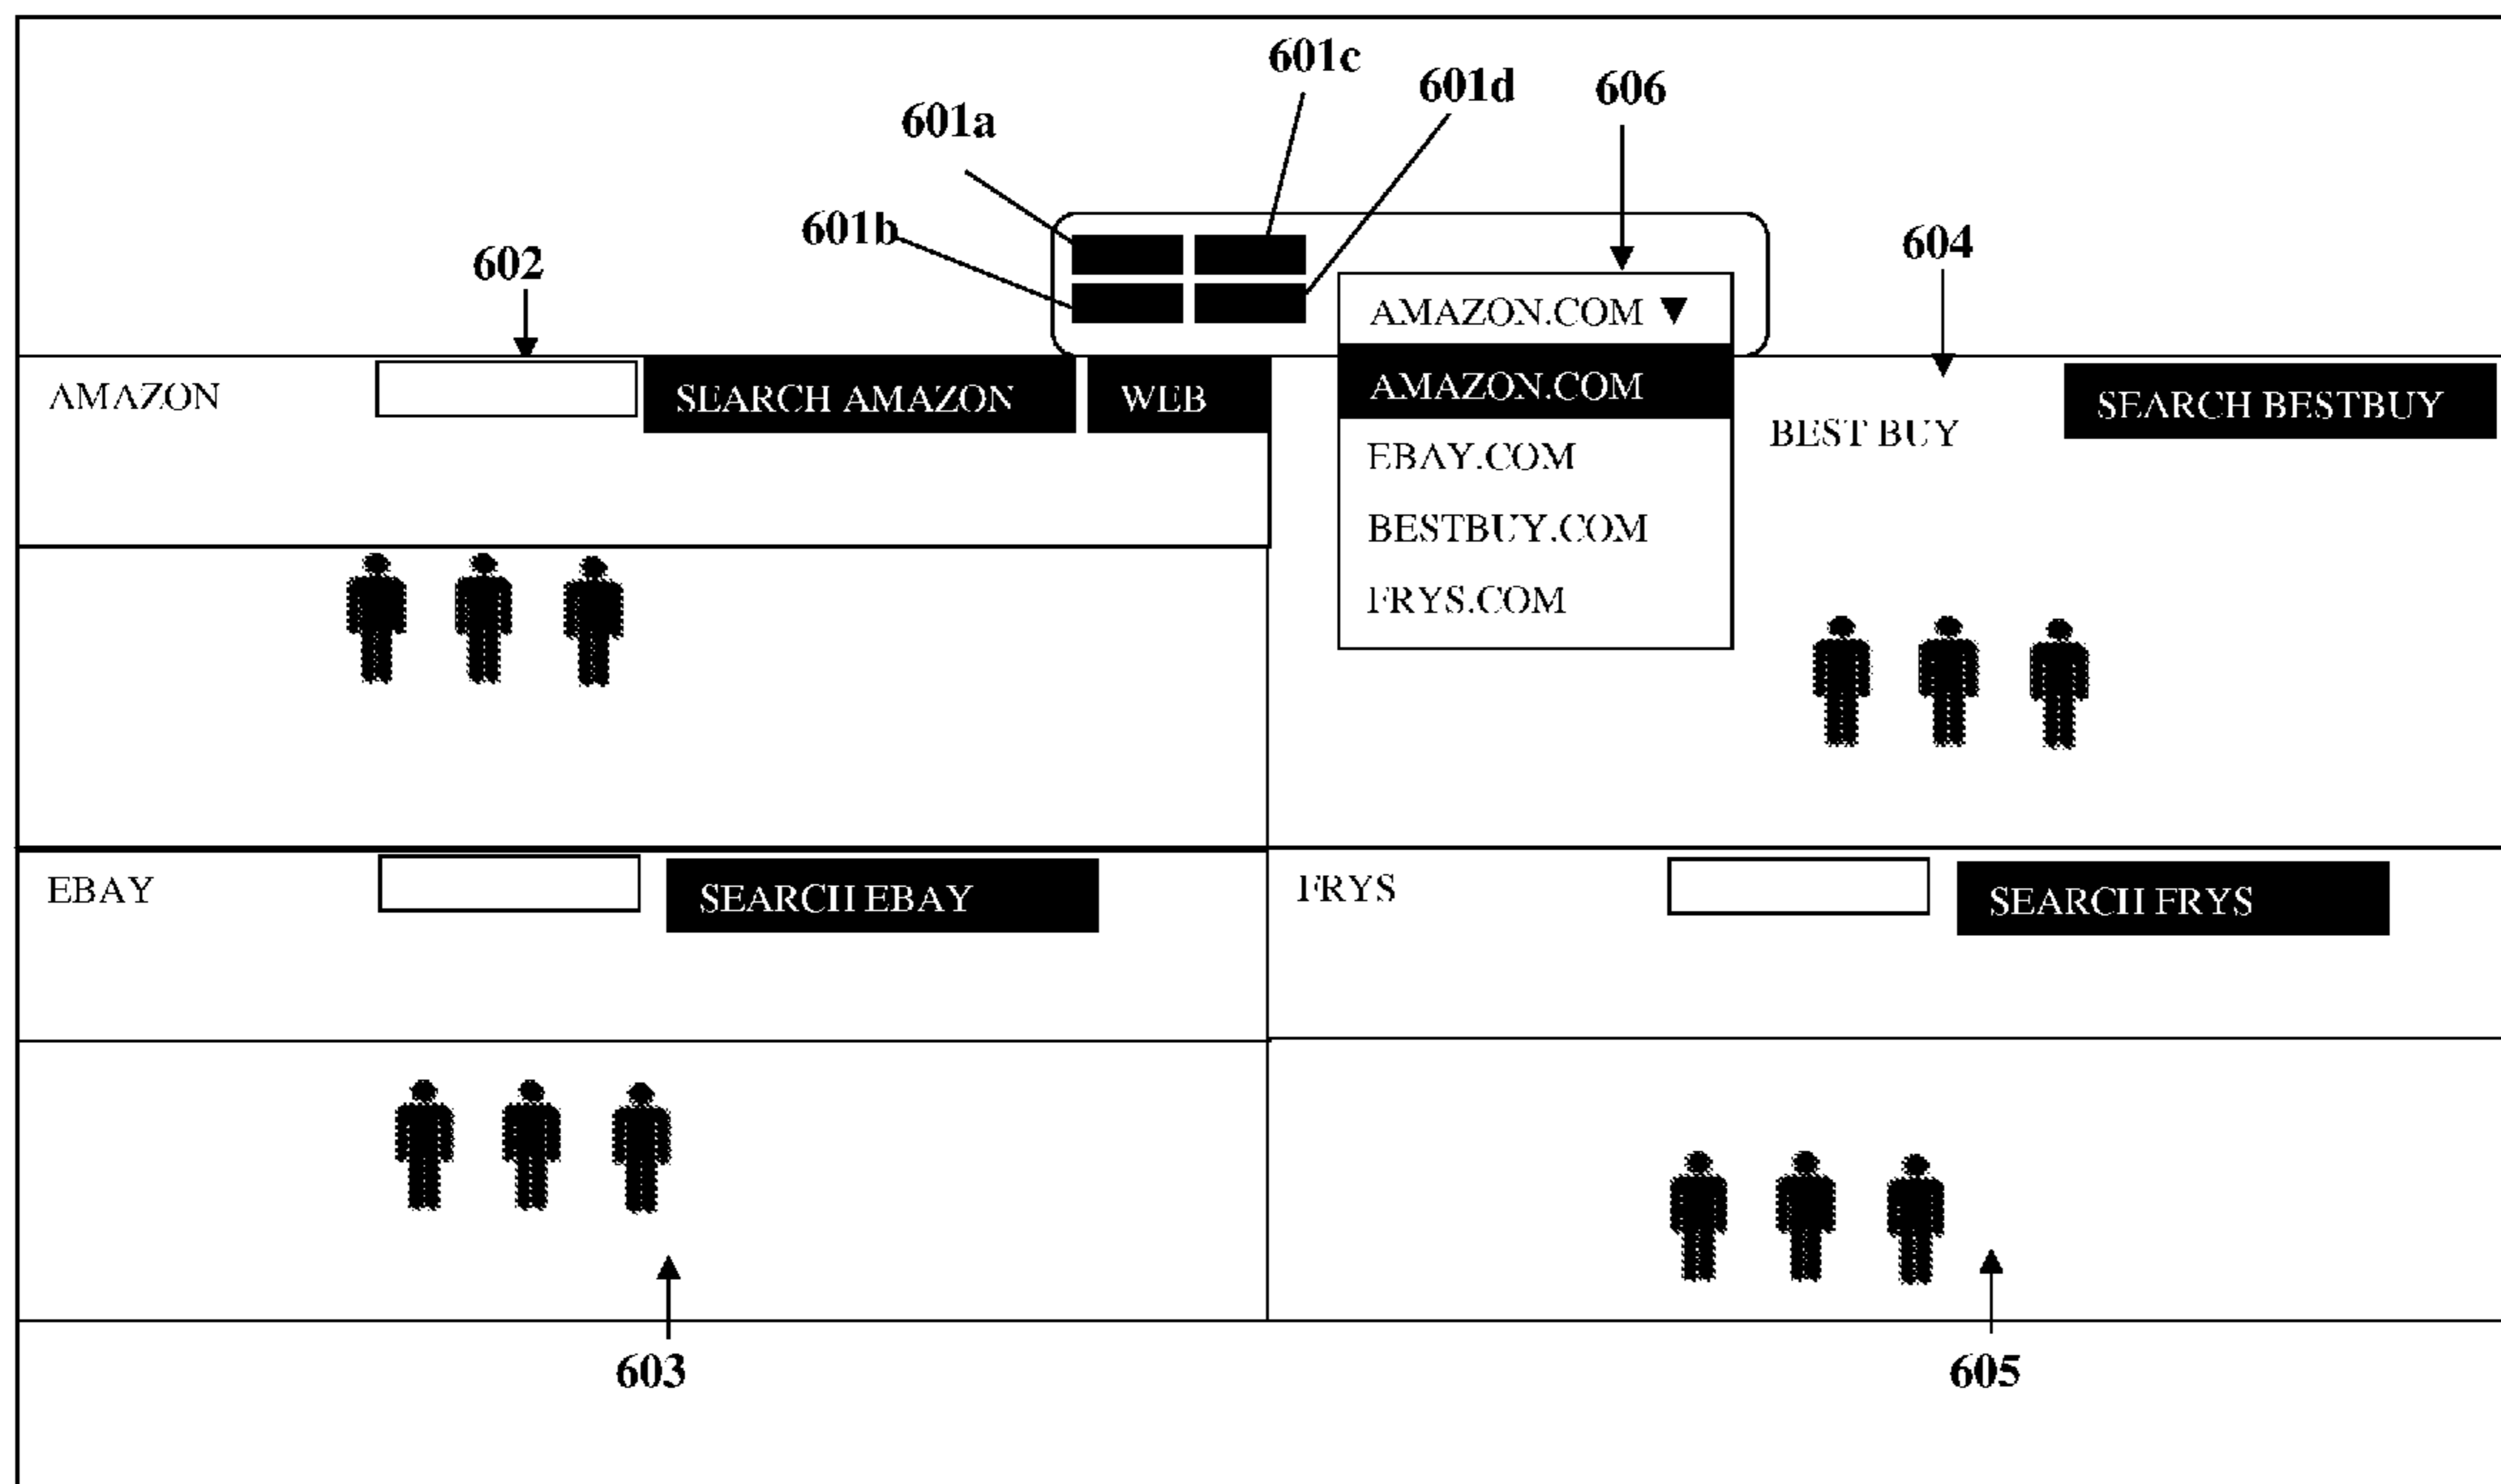 601c
601d
606
601a
601b
602
604
AMAZON.COM ▼
AMAZON
SEARCH AMAZON
WEB
AMAZON.COM
BEST BUY
SEARCH BESTBUY
EBAY.COM
BESTBUY.COM
FRYS.COM
EBAY
SEARCH EBAY
FRYS
SEARCH FRYS
603
605